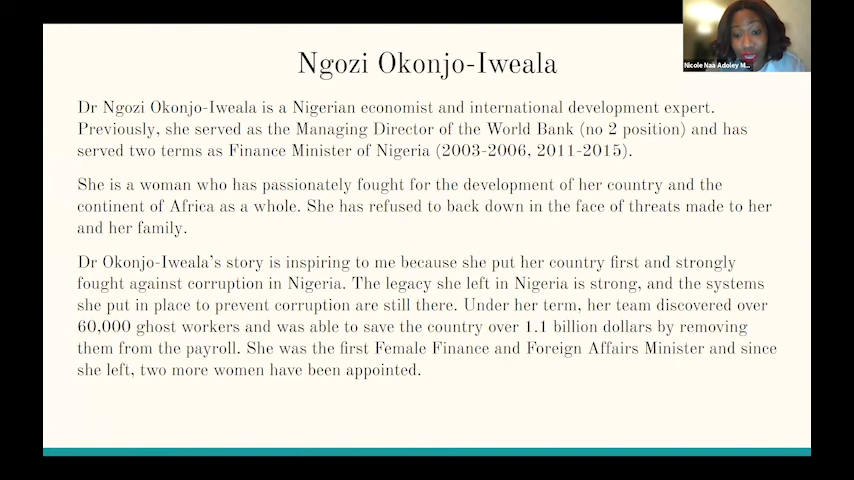 Ngozi Okonjo-Iweala
Nicole Naa Adoley M...
Dr Ngozi Okonjo-Iweala is a Nigerian economist and international development expert.
Previously, she served as the Managing Director of the World Bank (no 2 position) and has
served two terms as Finance Minister of Nigeria (2003-2006, 2011-2015).
She is a woman who has passionately fought for the development of her country and the
continent of Africa as a whole. She has refused to back down in the face of threats made to her
and her family.
Dr Okonjo-Iweala's story is inspiring to me because she put her country first and strongly
fought against corruption in Nigeria. The legacy she left in Nigeria is strong, and the systems
she put in place to prevent corruption are still there. Under her term, her team discovered over
60,000 ghost workers and was able to save the country over 1.1 billion dollars by removing
them from the payroll. She was the first Female Finance and Foreign Affairs Minister and since
she left, two more women have been appointed.